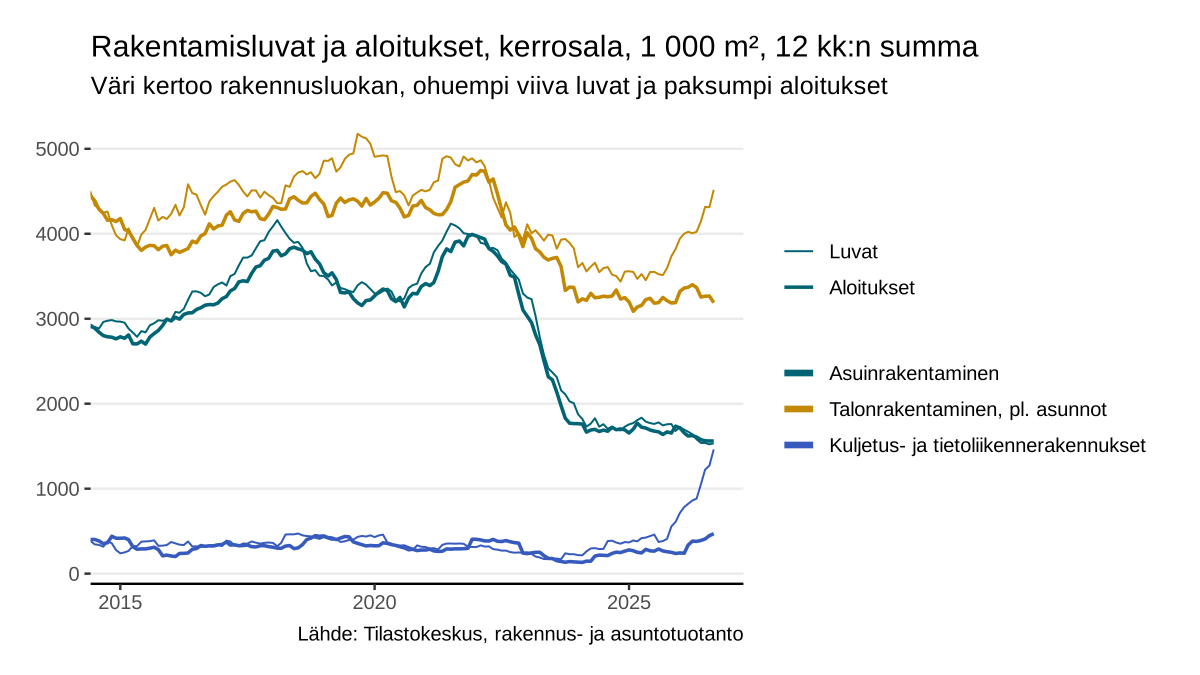 Rakentamisluvat ja aloitukset, kerrosala, 1 000 m², 12 kk:n summa
Väri kertoo rakennusluokan, ohuempi viiva luvat ja paksumpi aloitukset
5000
4000
3000
2000
1000
0
2015
2020
2025
Luvat
Aloitukset
Asuinrakentaminen
Talonrakentaminen, pl. asunnot
Kuljetus- ja tietoliikennerakennukset
Lähde: Tilastokeskus, rakennus- ja asuntotuotanto